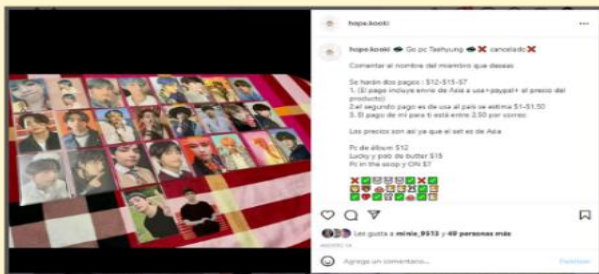 hope.kooki
hope.kooki Go pc Taehyung cancelado
Comentar el nombre del miembro que deseas
Se harán dos pagos : $12-$15-$7
1. (El pago incluye envio de Asia a usa+paypal+ al precio del
producto)
2.el segundo pago es de usa al país se estima $1-$1.50
3. El pago de mi para ti está entre 2.50 por correo
Los precios son así ya que el set es de Asia
Pc de álbum $12
Lucky y pob de butter $15
Pc in the soop y ON $7
Les gusta a minie_9513 y 49 personas más
Agrega un comentario...
Publicar